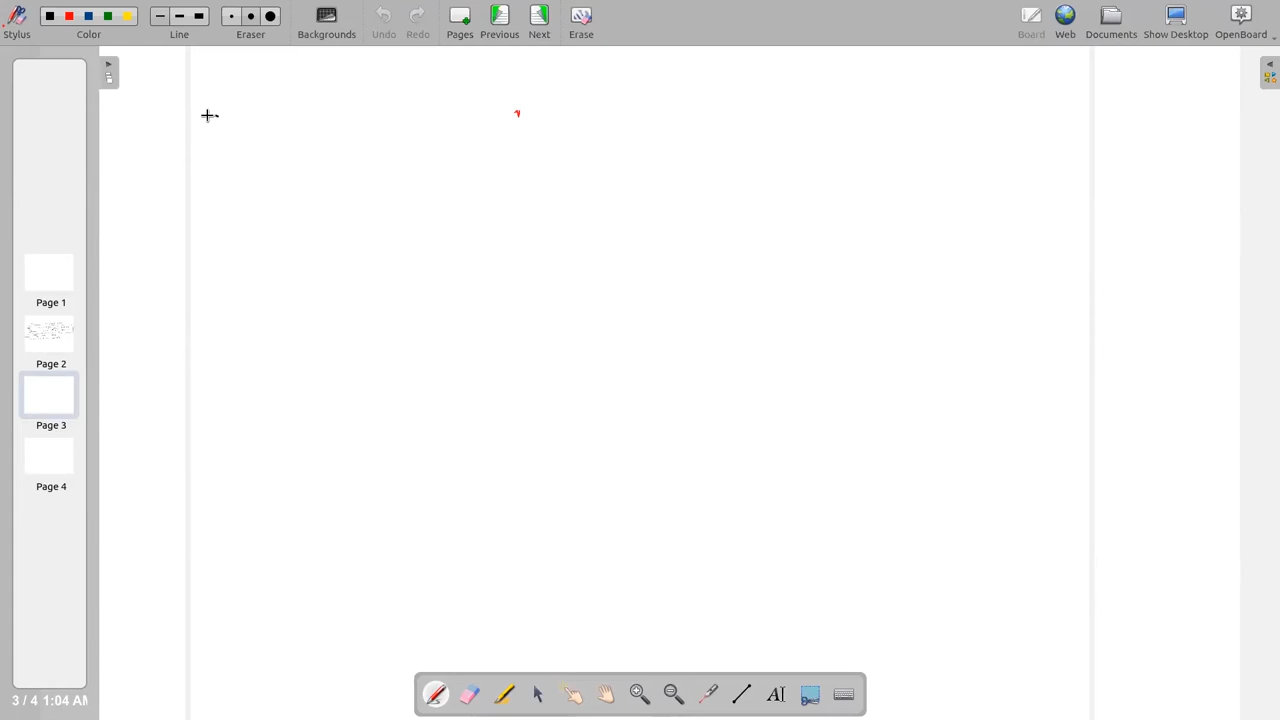 Stylus Color Line Eraser Backgrounds Undo Redo Pages Previous Next Erase Board Web Documents Show Desktop OpenBoard
Page 1
Page 2
Page 3
Page 4
3 / 4 1:04 AM
AI